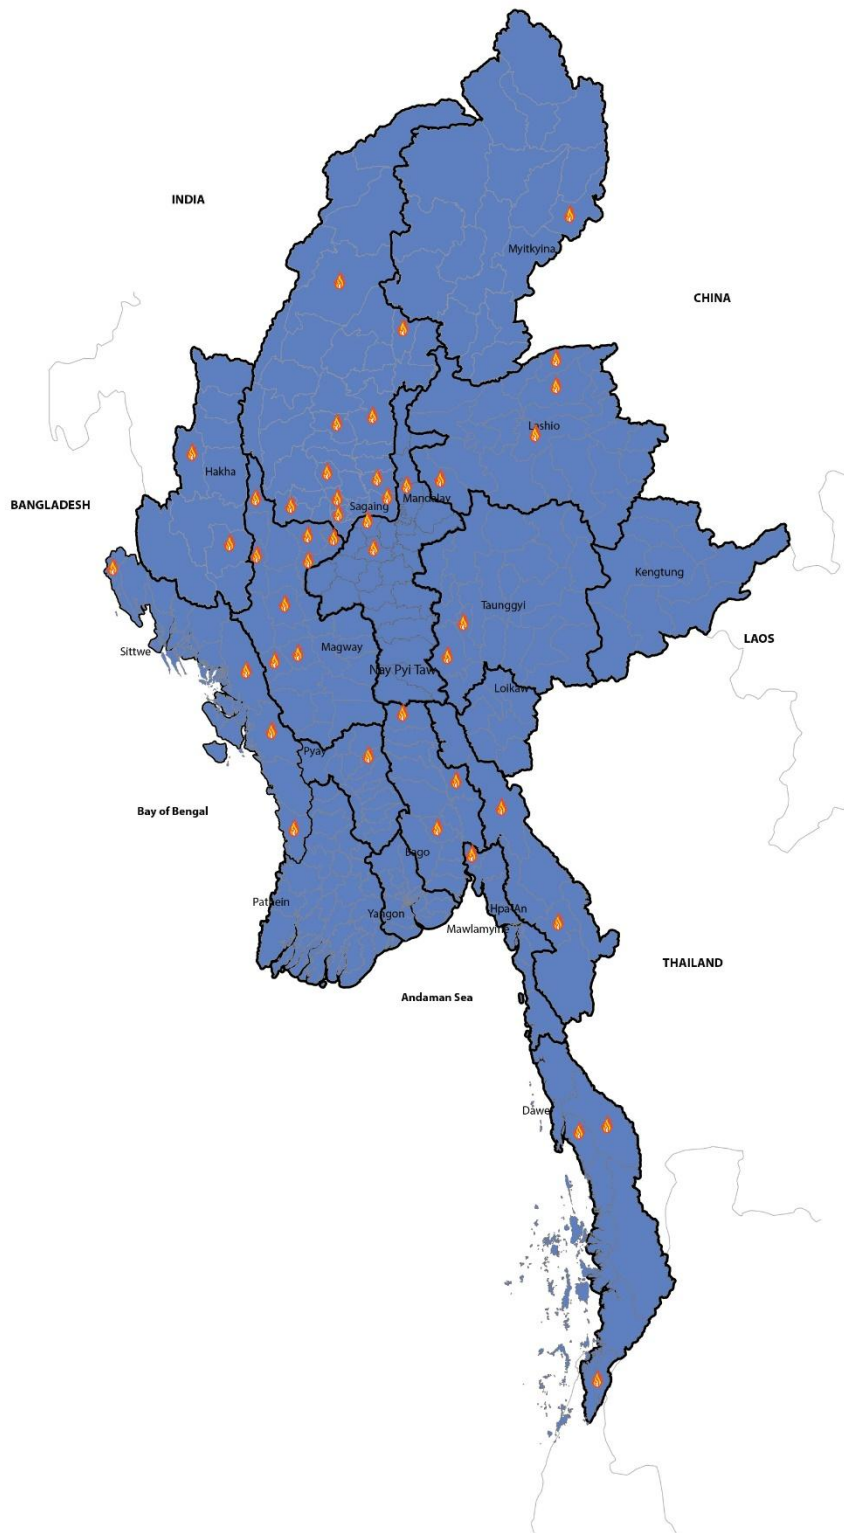 INDIA
Myitkyina
CHINA
Lashio
Hakha
Mandalay
BANGLADESH
Sagaing
Kengtung
Taunggyi
LAOS
Sittwe
Magway
Nay Pyi Taw
Loikaw
Pyay
Bay of Bengal
Bago
Pathein
Yangon
Hpa-An
Mawlamyine
THAILAND
Andaman Sea
Dawei